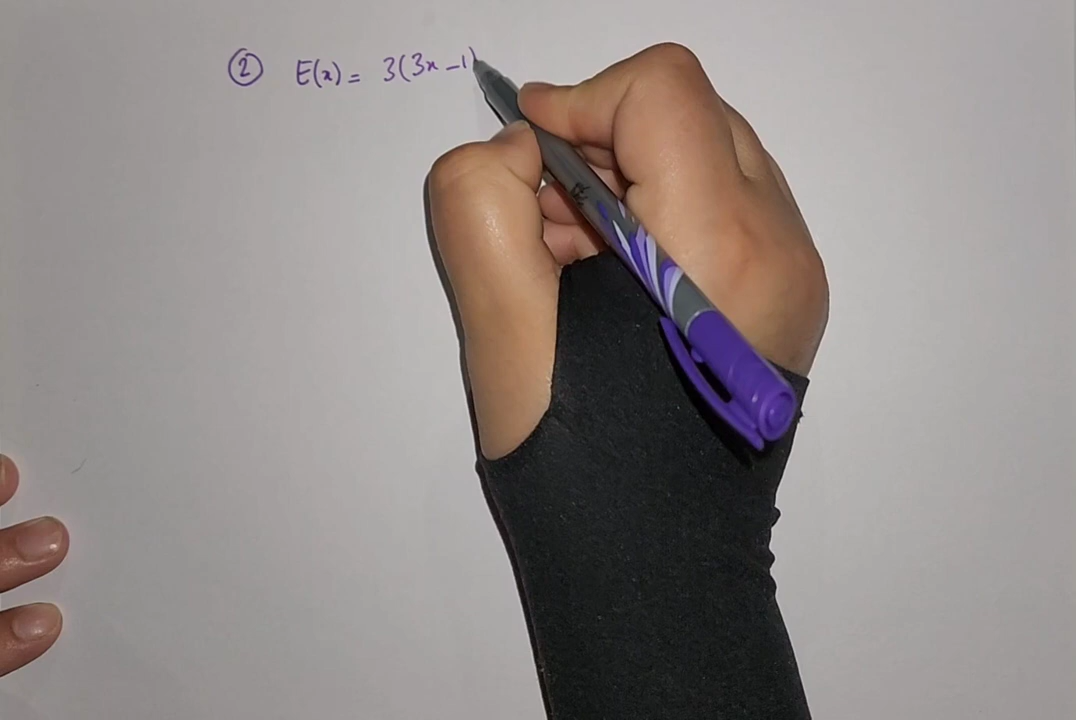 ② E(x) = 3(3x - 1)